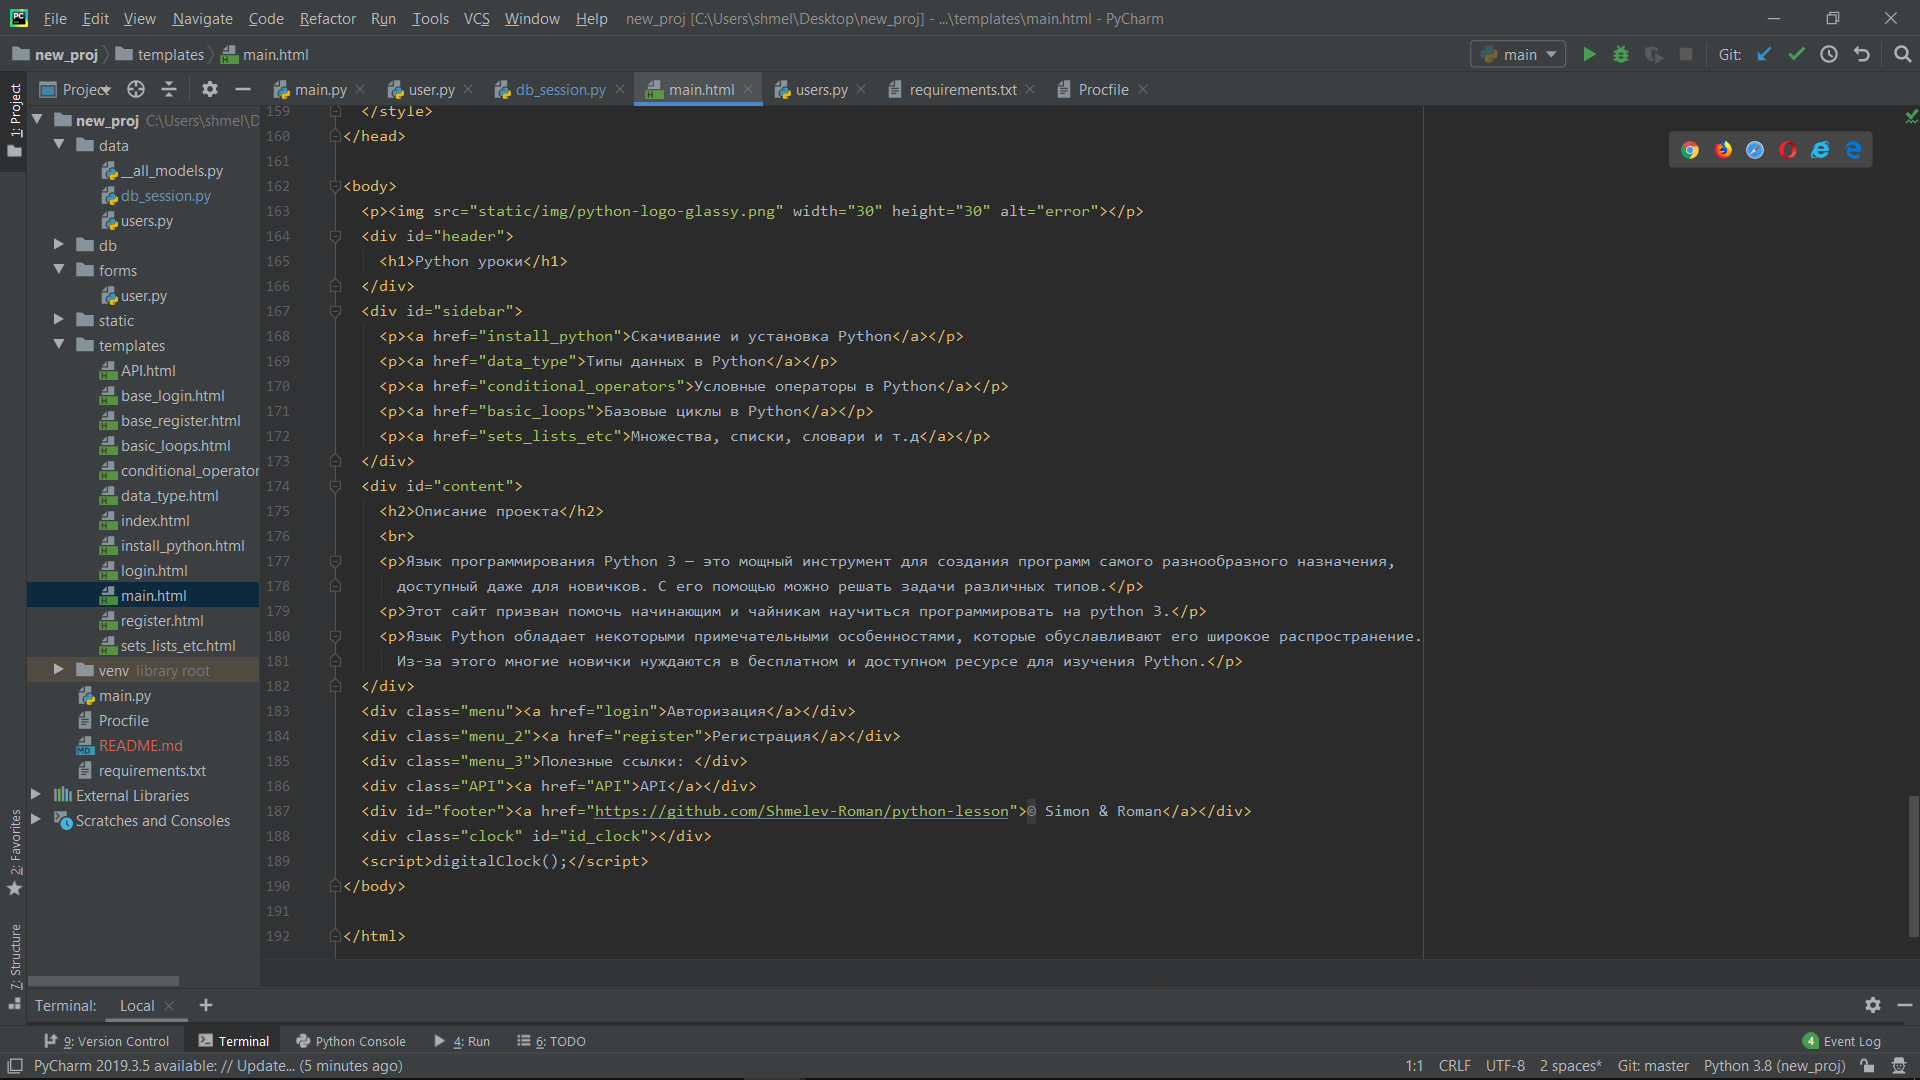 File Edit View Navigate Code Refactor Run Tools VCS Window Help new_proj [C:\Users\shmel\Desktop\new_proj] - ...\templates\main.html - PyCharm
new_proj templates main.html main Git:
Project main.py user.py db_session.py main.html users.py requirements.txt Procfile
1: Project
2: Favorites
7: Structure
new_proj C:\Users\shmel\D
data
__all_models.py
db_session.py
users.py
db
forms
user.py
static
templates
API.html
base_login.html
base_register.html
basic_loops.html
conditional_operator
data_type.html
index.html
install_python.html
login.html
main.html
register.html
sets_lists_etc.html
venv library root
main.py
Procfile
README.md
requirements.txt
External Libraries
Scratches and Consoles
159 </style>
160 </head>
161
162 <body>
163 <p><img src="static/img/python-logo-glassy.png" width="30" height="30" alt="error"></p>
164 <div id="header">
165 <h1>Python уроки</h1>
166 </div>
167 <div id="sidebar">
168 <p><a href="install_python">Скачивание и установка Python</a></p>
169 <p><a href="data_type">Типы данных в Python</a></p>
170 <p><a href="conditional_operators">Условные операторы в Python</a></p>
171 <p><a href="basic_loops">Базовые циклы в Python</a></p>
172 <p><a href="sets_lists_etc">Множества, списки, словари и т.д</a></p>
173 </div>
174 <div id="content">
175 <h2>Описание проекта</h2>
176 <br>
177 <p>Язык программирования Python 3 – это мощный инструмент для создания программ самого разнообразного назначения,
178 доступный даже для новичков. С его помощью можно решать задачи различных типов.</p>
179 <p>Этот сайт призван помочь начинающим и чайникам научиться программировать на python 3.</p>
180 <p>Язык Python обладает некоторыми примечательными особенностями, которые обуславливают его широкое распространение.
181 Из-за этого многие новички нуждаются в бесплатном и доступном ресурсе для изучения Python.</p>
182 </div>
183 <div class="menu"><a href="login">Авторизация</a></div>
184 <div class="menu_2"><a href="register">Регистрация</a></div>
185 <div class="menu_3">Полезные ссылки: </div>
186 <div class="API"><a href="API">API</a></div>
187 <div id="footer"><a href="https://github.com/Shmelev-Roman/python-lesson">© Simon & Roman</a></div>
188 <div class="clock" id="id_clock"></div>
189 <script>digitalClock();</script>
190 </body>
191
192 </html>
Terminal: Local
9: Version Control Terminal Python Console 4: Run 6: TODO 4 Event Log
PyCharm 2019.3.5 available: // Update... (5 minutes ago) 1:1 CRLF UTF-8 2 spaces* Git: master Python 3.8 (new_proj)